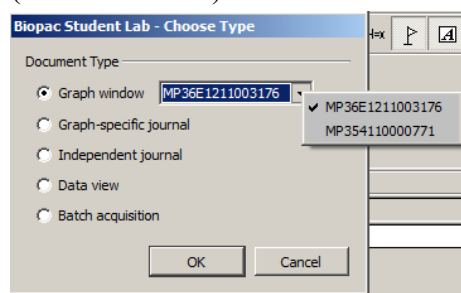 Biopac Student Lab - Choose Type
Document Type
Graph window MP36E1211003176
MP36E1211003176
MP354110000771
Graph-specific journal
Independent journal
Data view
Batch acquisition
OK Cancel